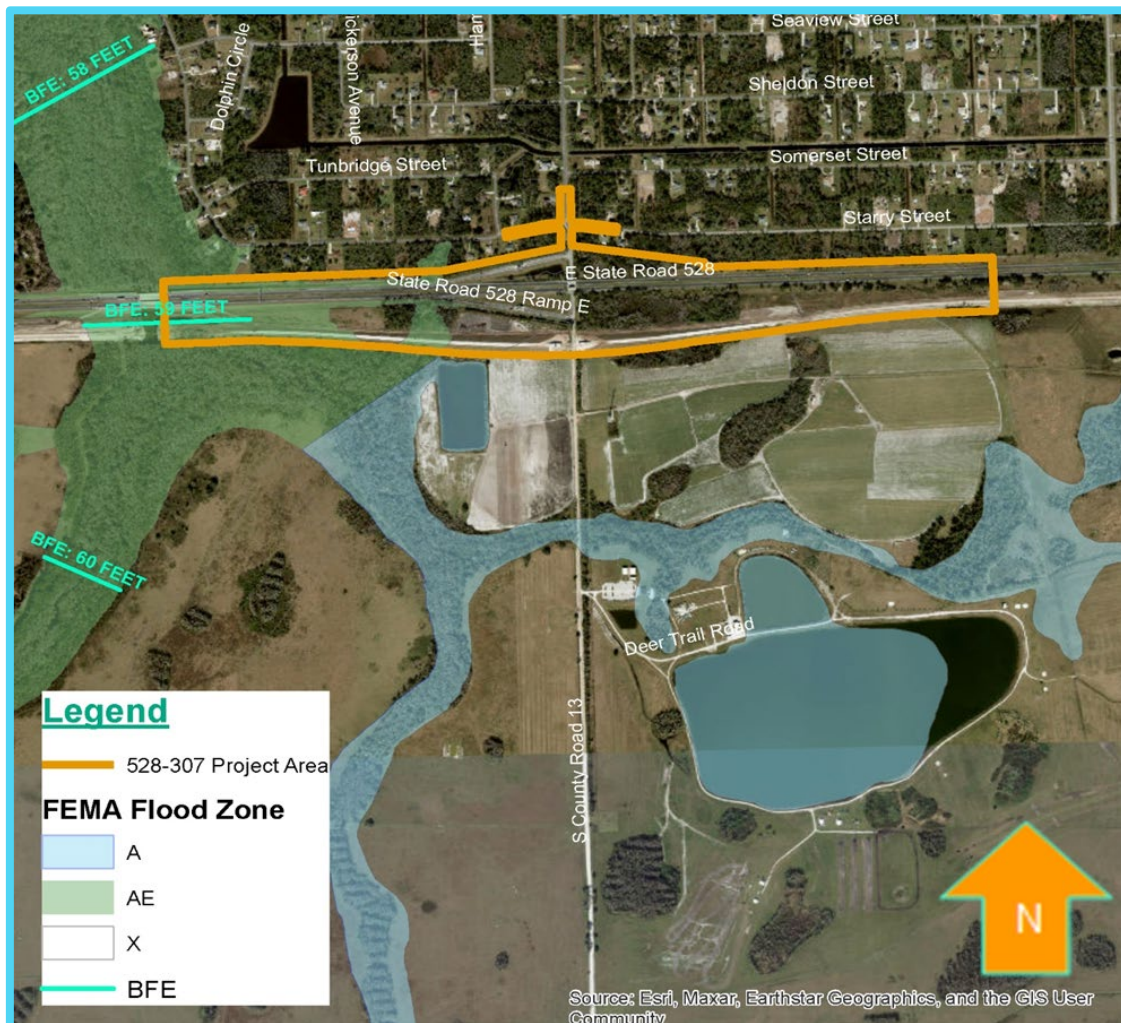 Seaview Street
BFE: 58 FEET
Dolphin Circle
ickerson Avenue
Han
Sheldon Street
Tunbridge Street
Somerset Street
Starry Street
E State Road 528
State Road 528 Ramp E
BFE: 59 FEET
BFE: 60 FEET
Deer Trail Road
S County Road 13
Legend
528-307 Project Area
FEMA Flood Zone
A
AE
X
BFE
N
Source: Esri, Maxar, Earthstar Geographics, and the GIS User
Community